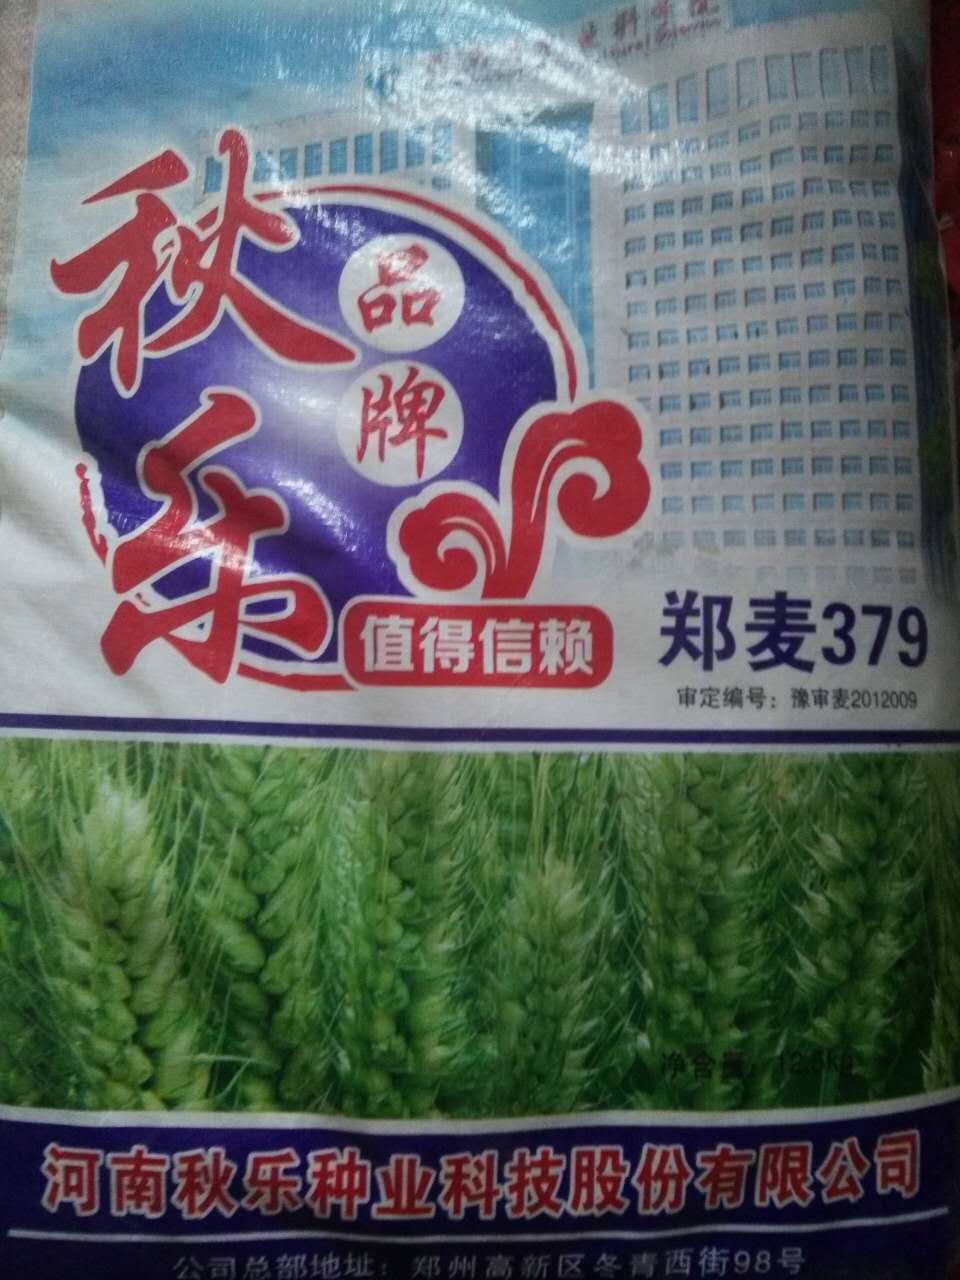 秋乐
品牌
值得信赖
郑麦379
审定编号：豫审麦2012009
净含量：12.5kg
河南秋乐种业科技股份有限公司
公司总部地址：郑州高新区冬青西街98号